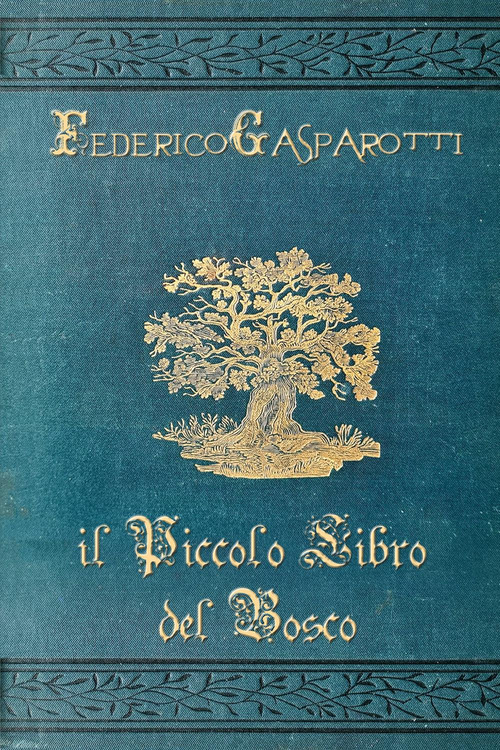 Federico Gasparotti
il Piccolo Libro
del Bosco